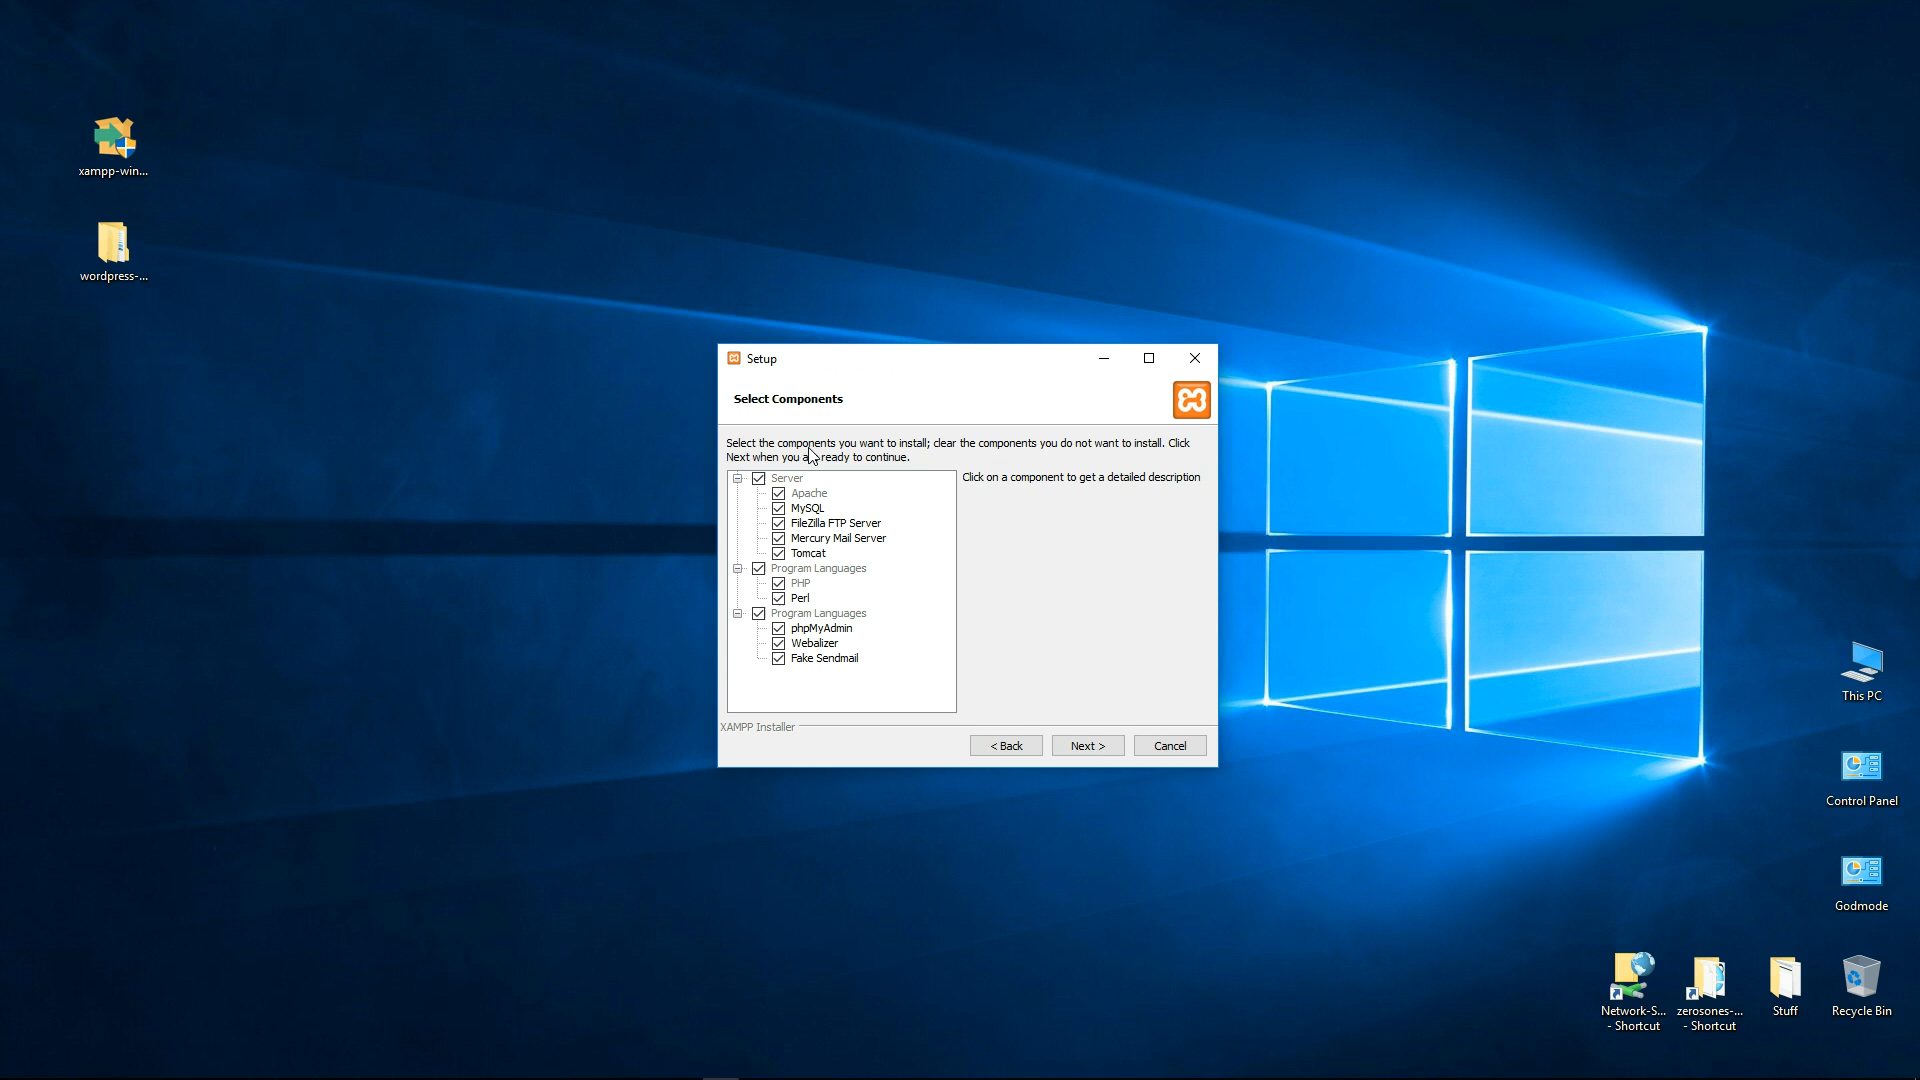 xampp-win...
wordpress-...
Setup
Select Components
Select the components you want to install; clear the components you do not want to install. Click
Next when you a ready to continue.
Server
Apache
MySQL
FileZilla FTP Server
Mercury Mail Server
Tomcat
Program Languages
PHP
Perl
Program Languages
phpMyAdmin
Webalizer
Fake Sendmail
Click on a component to get a detailed description
XAMPP Installer
< Back
Next >
Cancel
This PC
Control Panel
Godmode
Network-S...
- Shortcut
zerosones-...
- Shortcut
Stuff
Recycle Bin